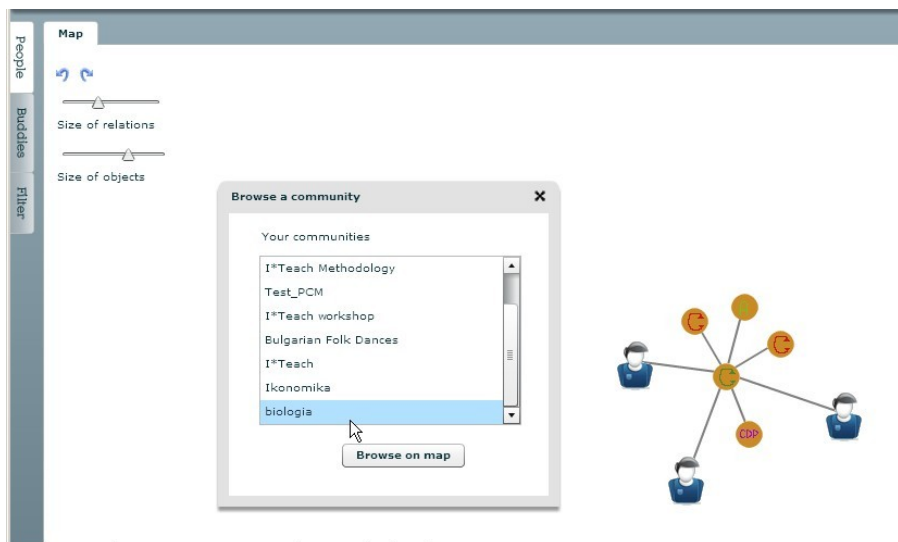 People
Buddies
Filter
Map
Size of relations
Size of objects
Browse a community
Your communities
I*Teach Methodology
Test_PCM
I*Teach workshop
Bulgarian Folk Dances
I*Teach
Ikonomika
biologia
Browse on map
CDP